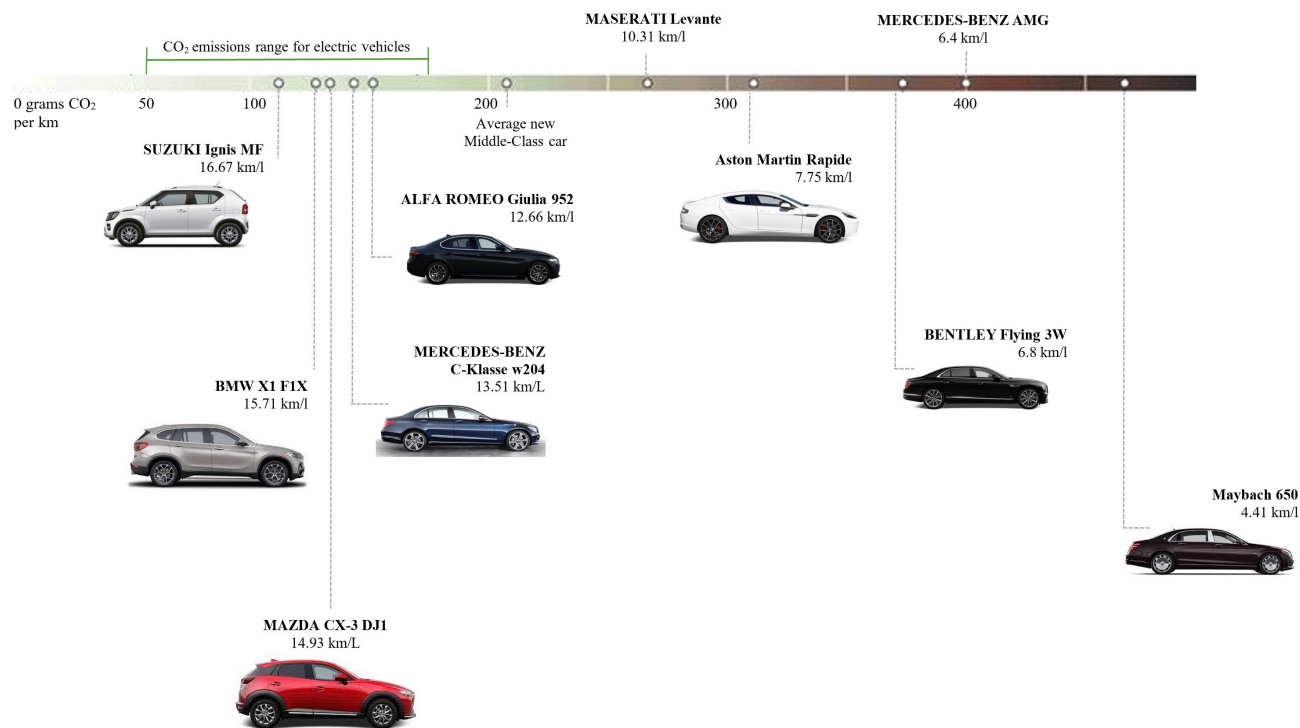 MASERATI Levante
10.31 km/l
MERCEDES-BENZ AMG
6.4 km/l
CO₂ emissions range for electric vehicles
0 grams CO₂
per km
50
100
200
300
400
Average new
Middle-Class car
SUZUKI Ignis MF
16.67 km/l
Aston Martin Rapide
7.75 km/l
ALFA ROMEO Giulia 952
12.66 km/l
BENTLEY Flying 3W
6.8 km/l
MERCEDES-BENZ
C-Klasse w204
13.51 km/L
BMW X1 F1X
15.71 km/l
Maybach 650
4.41 km/l
MAZDA CX-3 DJ1
14.93 km/L